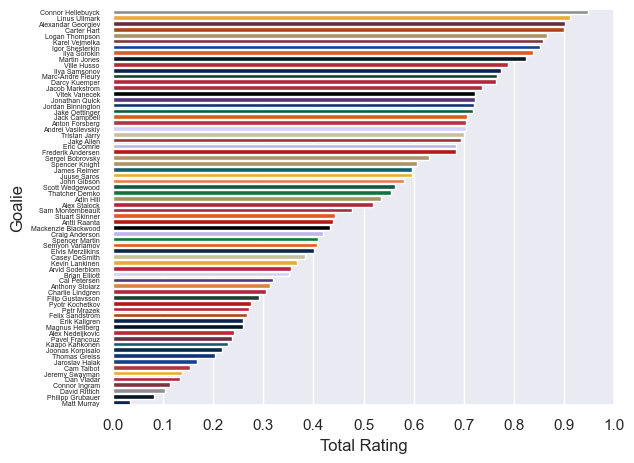 Connor Hellebuyck
Linus Ullmark
Alexandar Georgiev
Carter Hart
Logan Thompson
Karel Vejmelka
Igor Shesterkin
Ilya Sorokin
Martin Jones
Ville Husso
Ilya Samsonov
Marc-Andre Fleury
Darcy Kuemper
Jacob Markstrom
Vitek Vanecek
Jonathan Quick
Jordan Binnington
Jake Oettinger
Jack Campbell
Anton Forsberg
Andrei Vasilevskiy
Tristan Jarry
Jake Allen
Eric Comrie
Frederik Andersen
Sergei Bobrovsky
Spencer Knight
James Reimer
Juuse Saros
John Gibson
Scott Wedgewood
Thatcher Demko
Adin Hill
Alex Stalock
Sam Montembeault
Stuart Skinner
Antti Raanta
Mackenzie Blackwood
Craig Anderson
Spencer Martin
Semyon Varlamov
Elvis Merzlikins
Casey DeSmith
Kevin Lankinen
Arvid Soderblom
Brian Elliott
Cal Petersen
Anthony Stolarz
Charlie Lindgren
Filip Gustavsson
Pyotr Kochetkov
Petr Mrazek
Felix Sandstrom
Erik Kallgren
Magnus Hellberg
Alex Nedeljkovic
Pavel Francouz
Kaapo Kahkonen
Joonas Korpisalo
Thomas Greiss
Jaroslav Halak
Cam Talbot
Jeremy Swayman
Dan Vladar
Connor Ingram
David Rittich
Philipp Grubauer
Matt Murray
Goalie
0.0 0.1 0.2 0.3 0.4 0.5 0.6 0.7 0.8 0.9 1.0
Total Rating